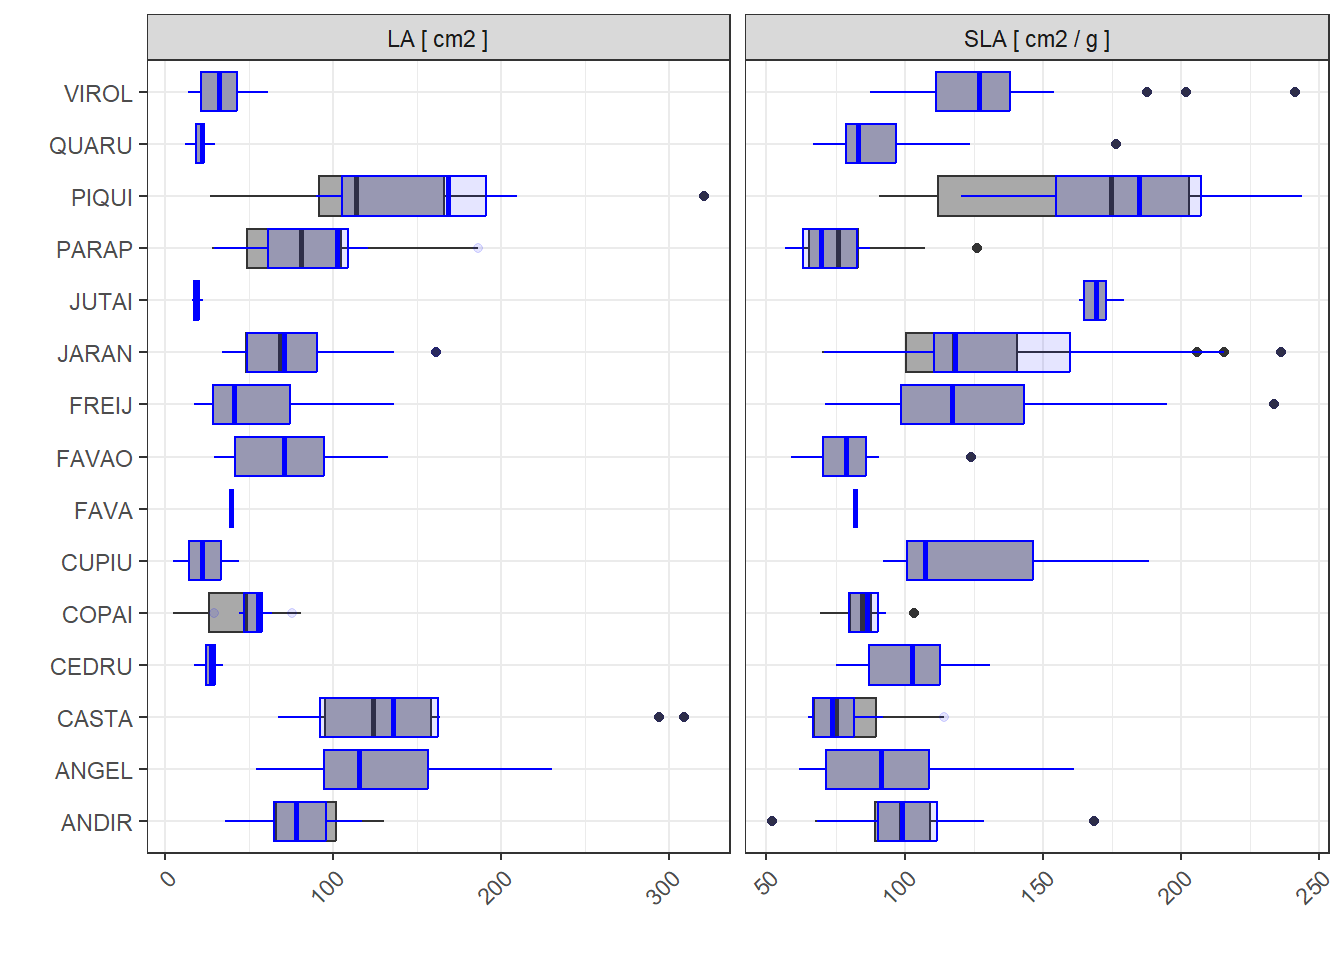 LA [ cm2 ]
SLA [ cm2 / g ]
VIROL
QUARU
PIQUI
PARAP
JUTAI
JARAN
FREIJ
FAVAO
FAVA
CUPIU
COPAI
CEDRU
CASTA
ANGEL
ANDIR
0
100
200
300
50
100
150
200
250